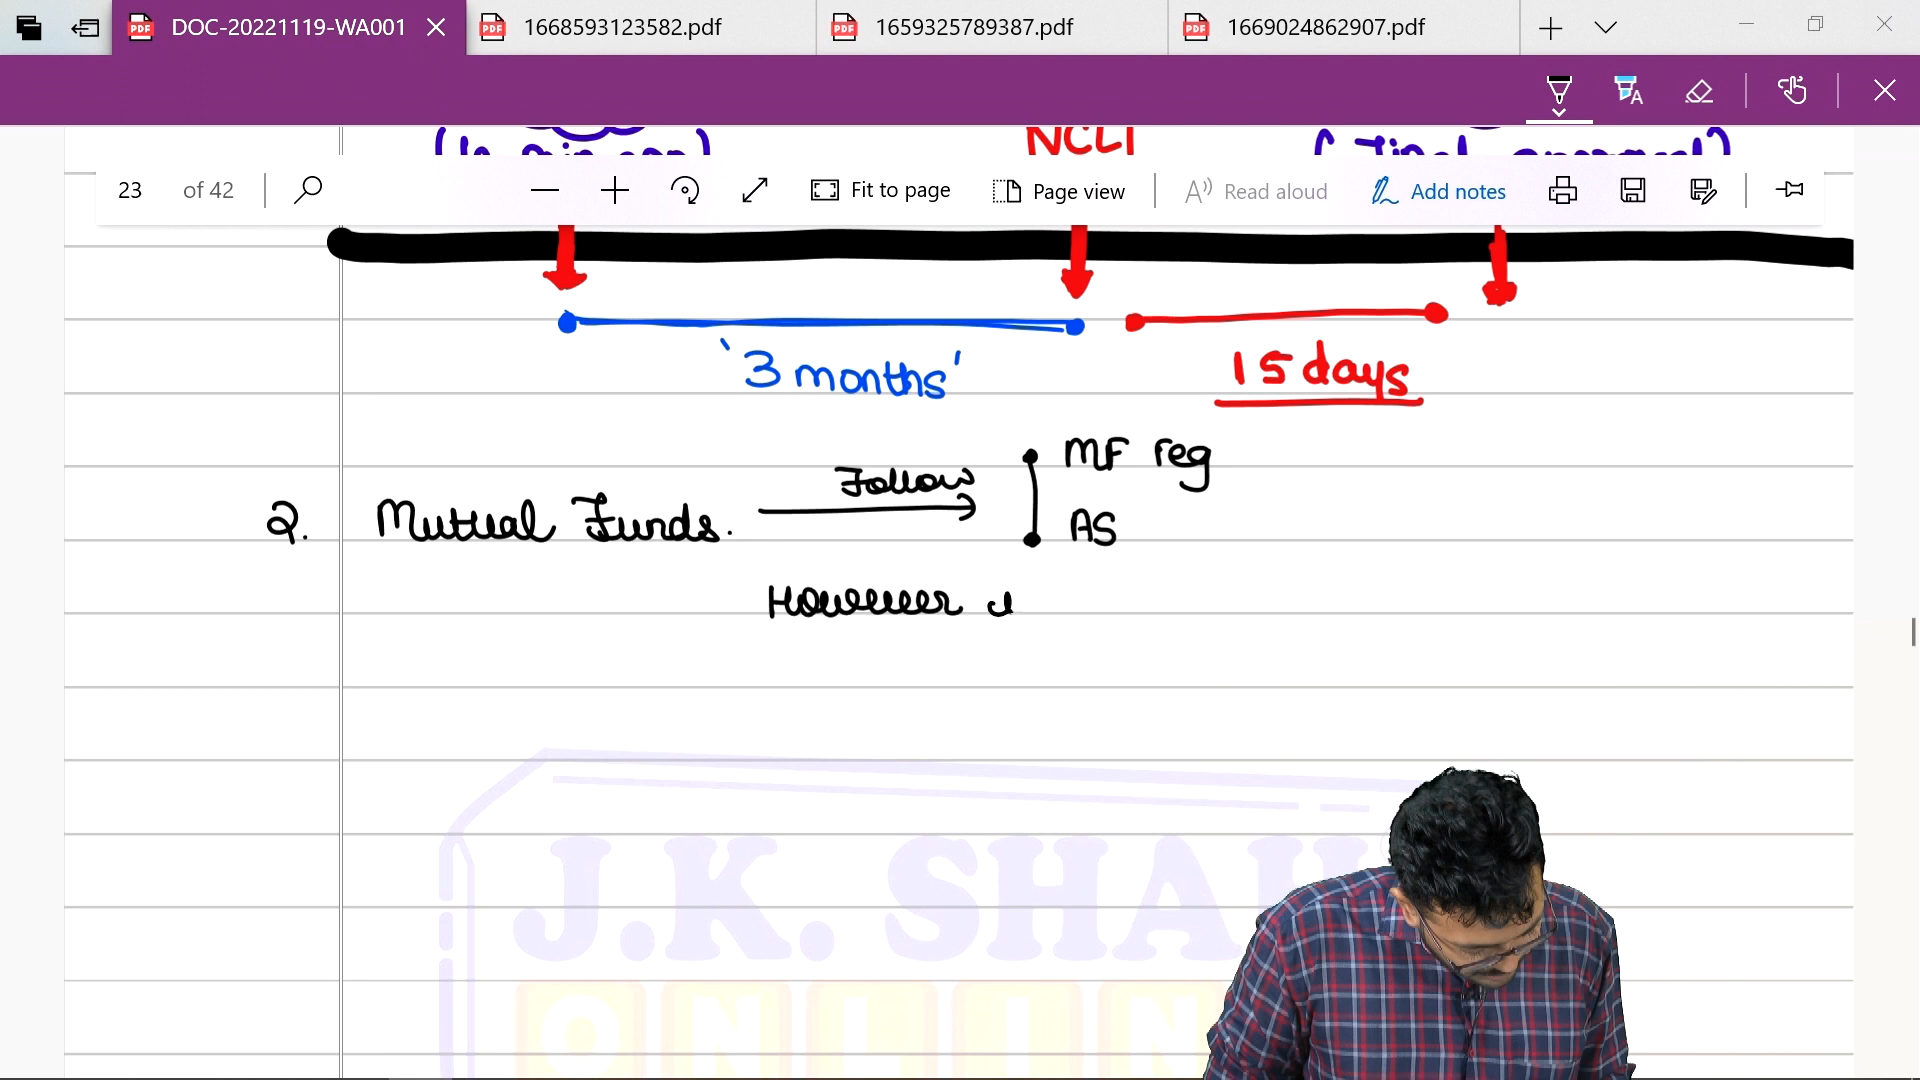 DOC-20221119-WA001
1668593123582.pdf
1659325789387.pdf
1669024862907.pdf
NCLT
23 of 42
Fit to page
Page view
Read aloud
Add notes
'3 months'
15 days
2. Mutual Funds. Follow MF reg
AS
However
J.K. SHAH
ONLIN